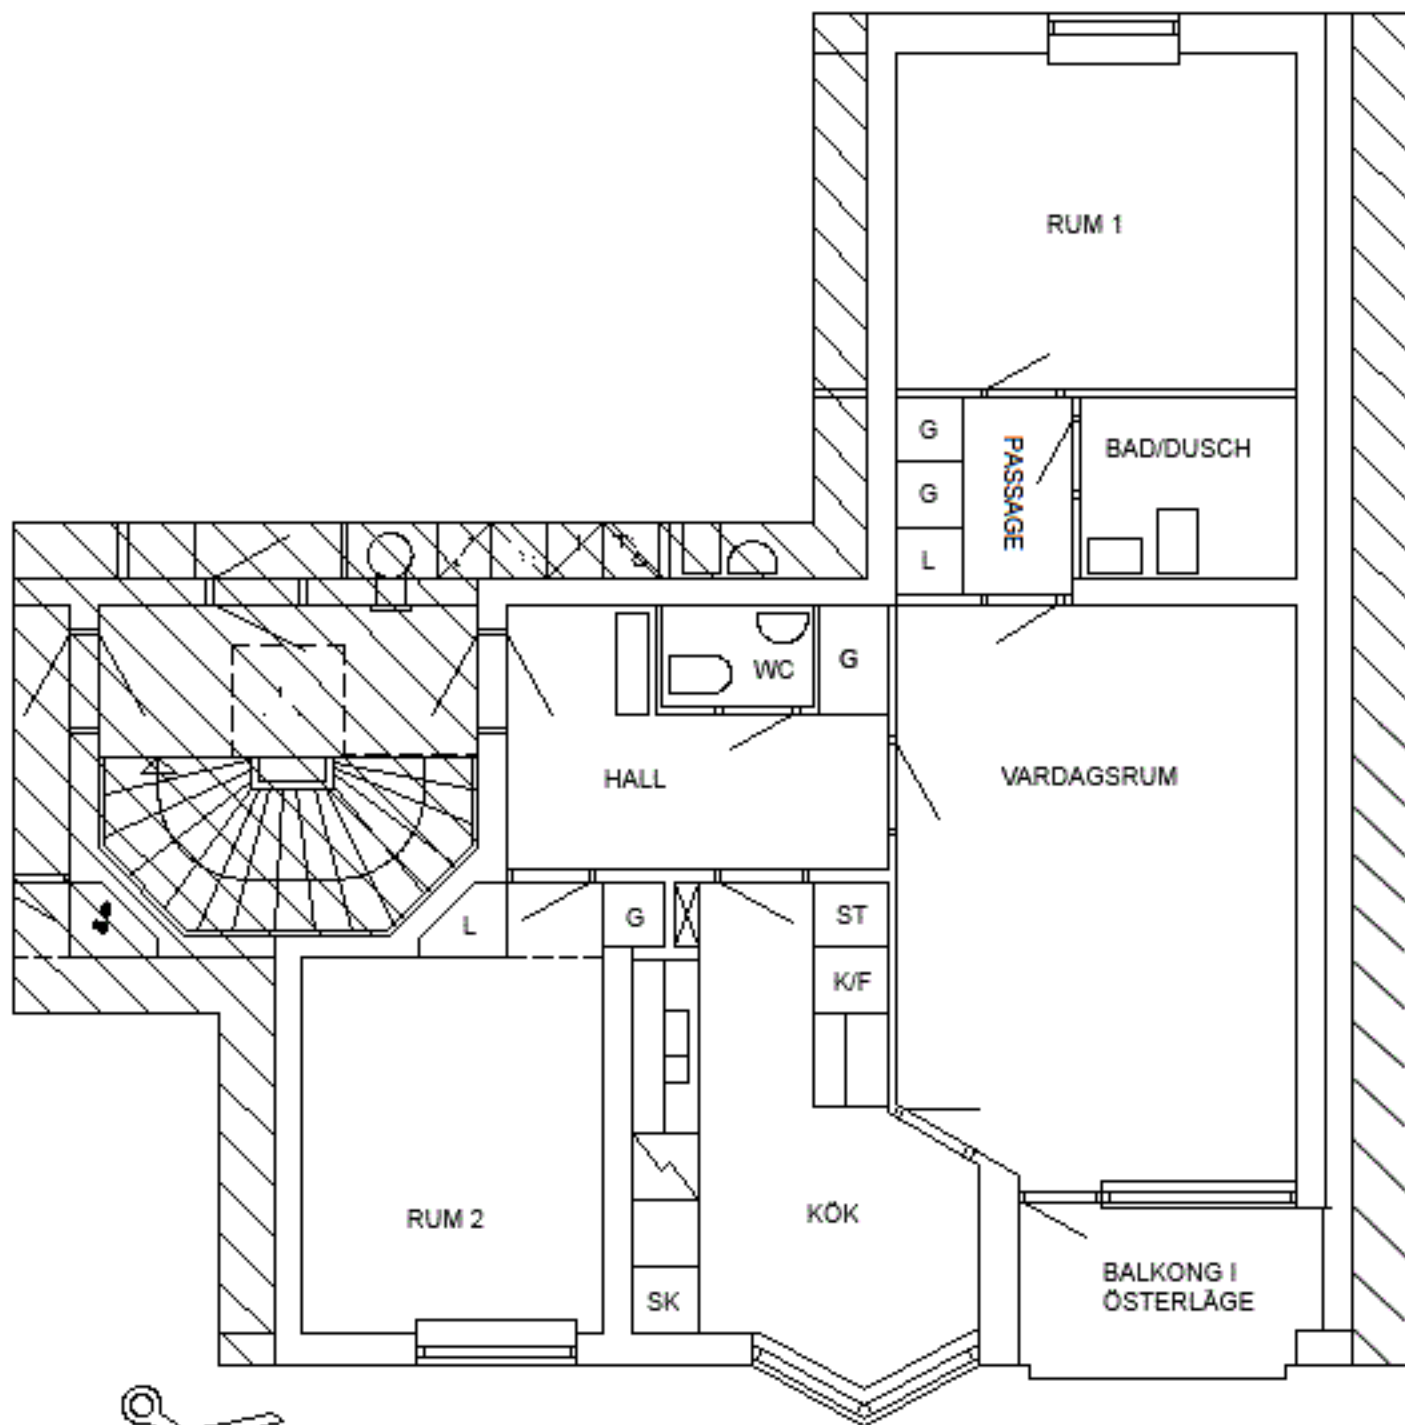 RUM 1
G
PASSAGE
BAD/DUSCH
G
L
WC
G
HALL
VARDAGSRUM
L
G
ST
K/F
RUM 2
KÖK
SK
BALKONG I
ÖSTERLÄGE